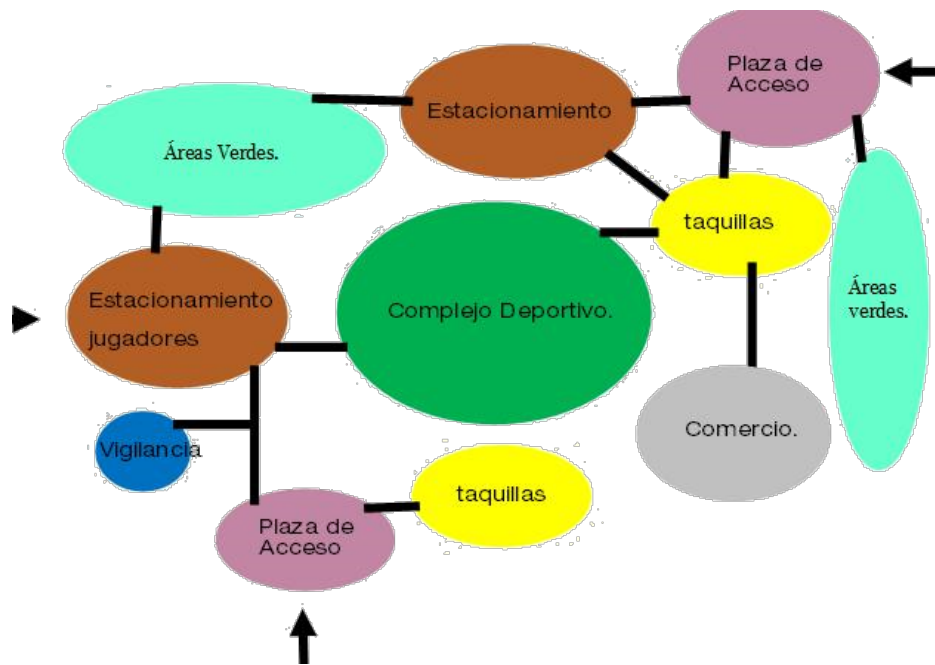 Plaza de
Acceso
Estacionamiento
Áreas Verdes.
taquillas
Estacionamiento
jugadores
Complejo Deportivo.
Áreas
verdes.
Comercio.
Vigilancia
taquillas
Plaza de
Acceso